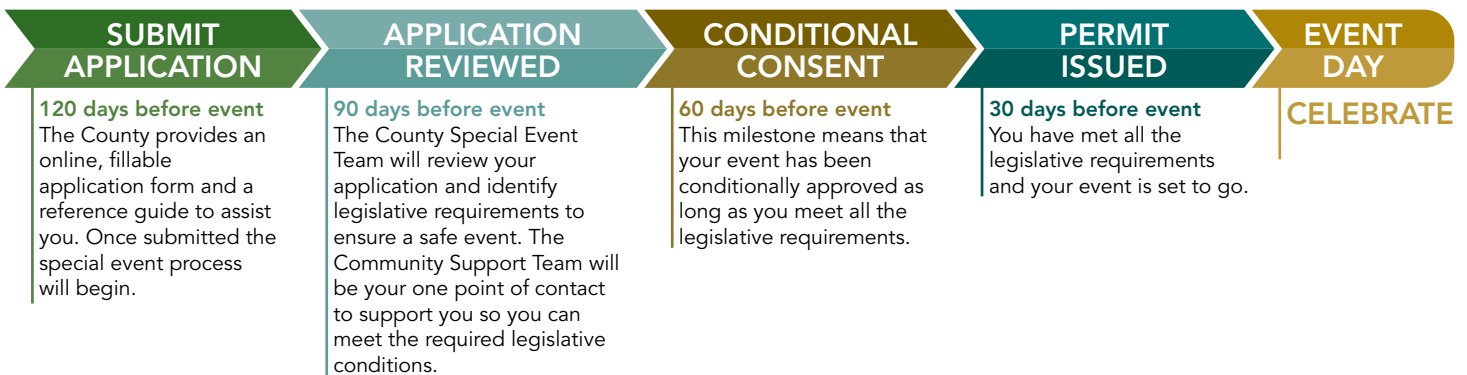 SUBMIT
APPLICATION
120 days before event
The County provides an
online, fillable
application form and a
reference guide to assist
you. Once submitted the
special event process
will begin.
APPLICATION
REVIEWED
90 days before event
The County Special Event
Team will review your
application and identify
legislative requirements to
ensure a safe event. The
Community Support Team will
be your one point of contact
to support you so you can
meet the required legislative
conditions.
CONDITIONAL
CONSENT
60 days before event
This milestone means that
your event has been
conditionally approved as
long as you meet all the
legislative requirements.
PERMIT
ISSUED
30 days before event
You have met all the
legislative requirements
and your event is set to go.
EVENT
DAY
CELEBRATE